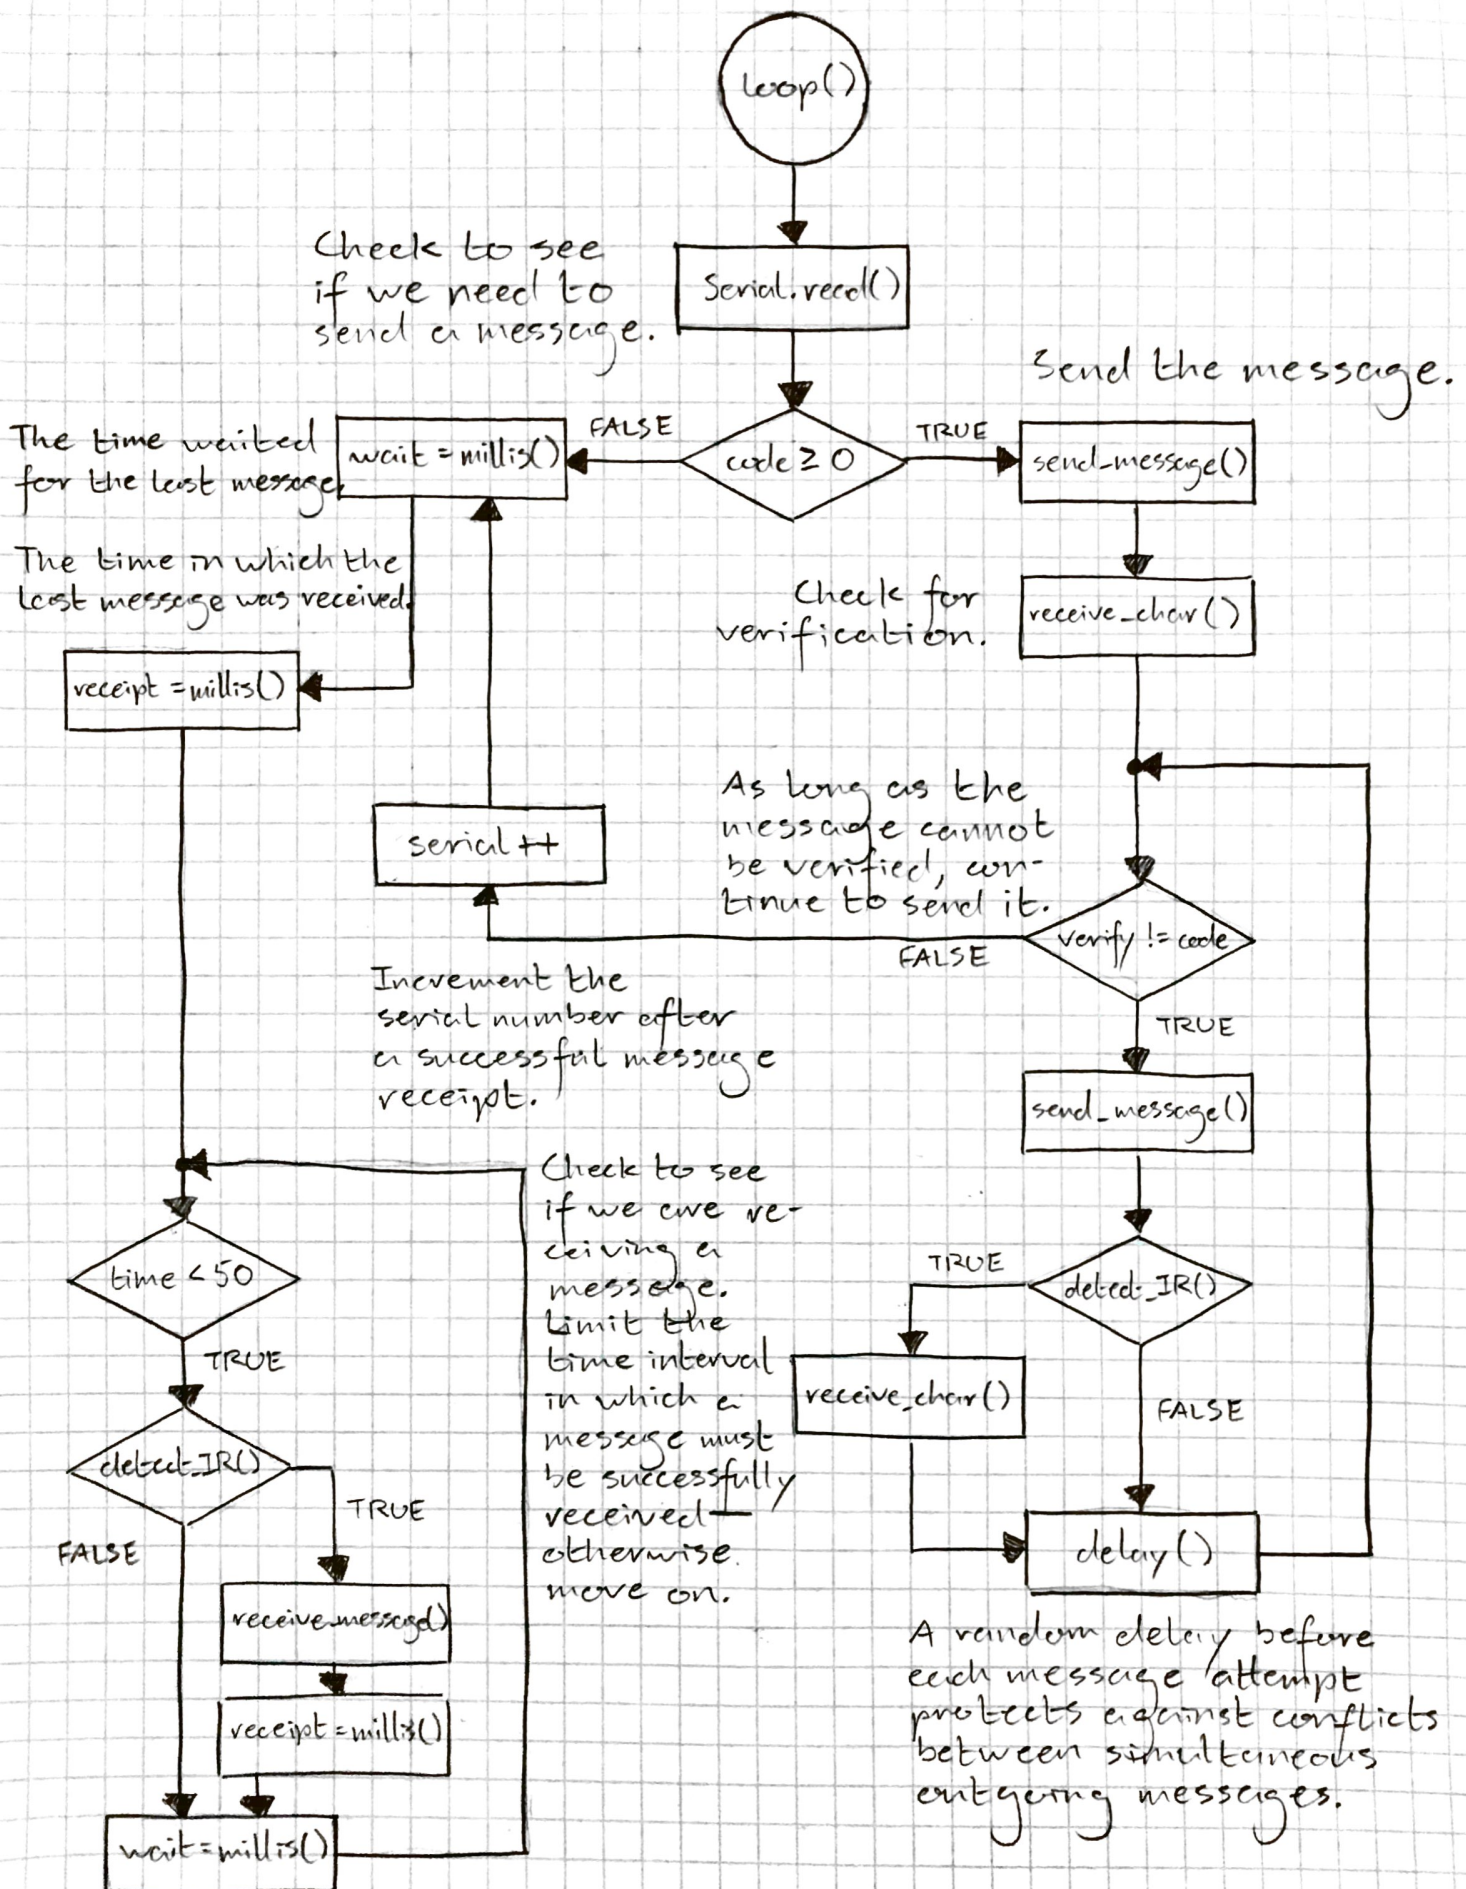 loop()
Check to see
if we need to
send a message.
Serial.read()
Send the message.
The time waited
for the last message.
wait = millis()
FALSE
code ≥ 0
TRUE
send_message()
The time in which the
last message was received.
Check for
verification.
receive_char()
receipt = millis()
As long as the
message cannot
be verified, con-
tinue to send it.
serial ++
verify != code
FALSE
TRUE
Increment the
serial number after
a successful message
receipt.
send_message()
Check to see
if we are re-
ceiving a
message.
Limit the
time interval
in which a
message must
be successfully
received—
otherwise
move on.
time < 50
TRUE
detect_IR()
TRUE
FALSE
TRUE
detect_IR()
receive_char()
FALSE
receive_message()
delay()
receipt = millis()
A random delay before
each message attempt
protects against conflicts
between simultaneous
outgoing messages.
wait = millis()